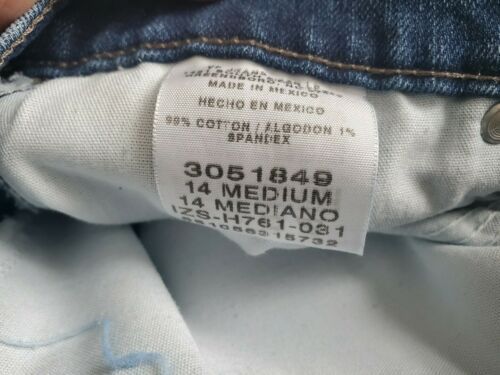 MADE IN MEXICO
HECHO EN MEXICO
99% COTTON / ALGODON 1%
SPANDEX
3051849
14 MEDIUM
14 MEDIANO
IZS-H761-031